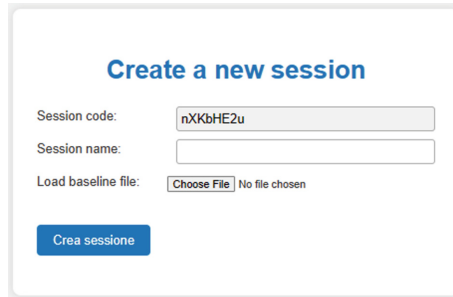 Create a new session
Session code: nXKbHE2u
Session name:
Load baseline file: Choose File No file chosen
Crea sessione